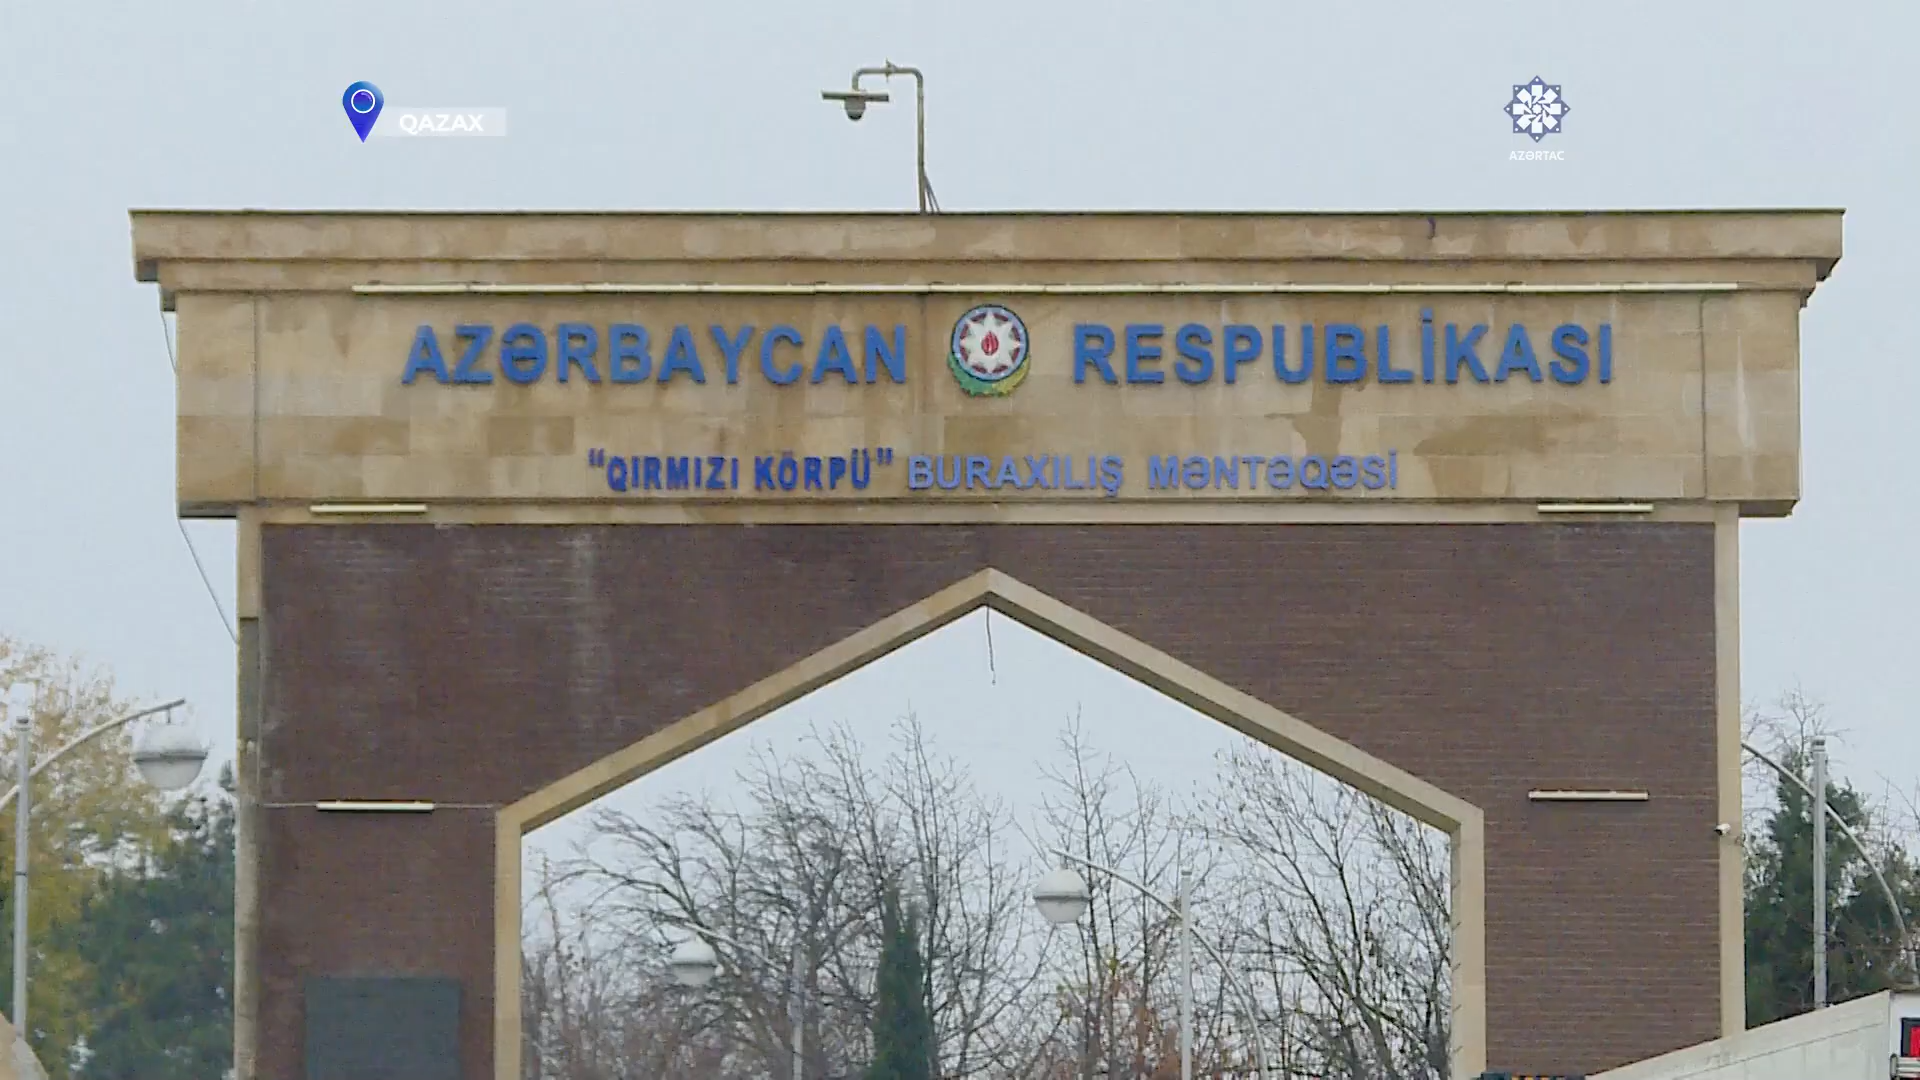 QAZAX
AZƏRTAC
AZƏRBAYCAN RESPUBLİKASI
“QIRMIZI KÖRPÜ” BURAXILIŞ MƏNTƏQƏSİ